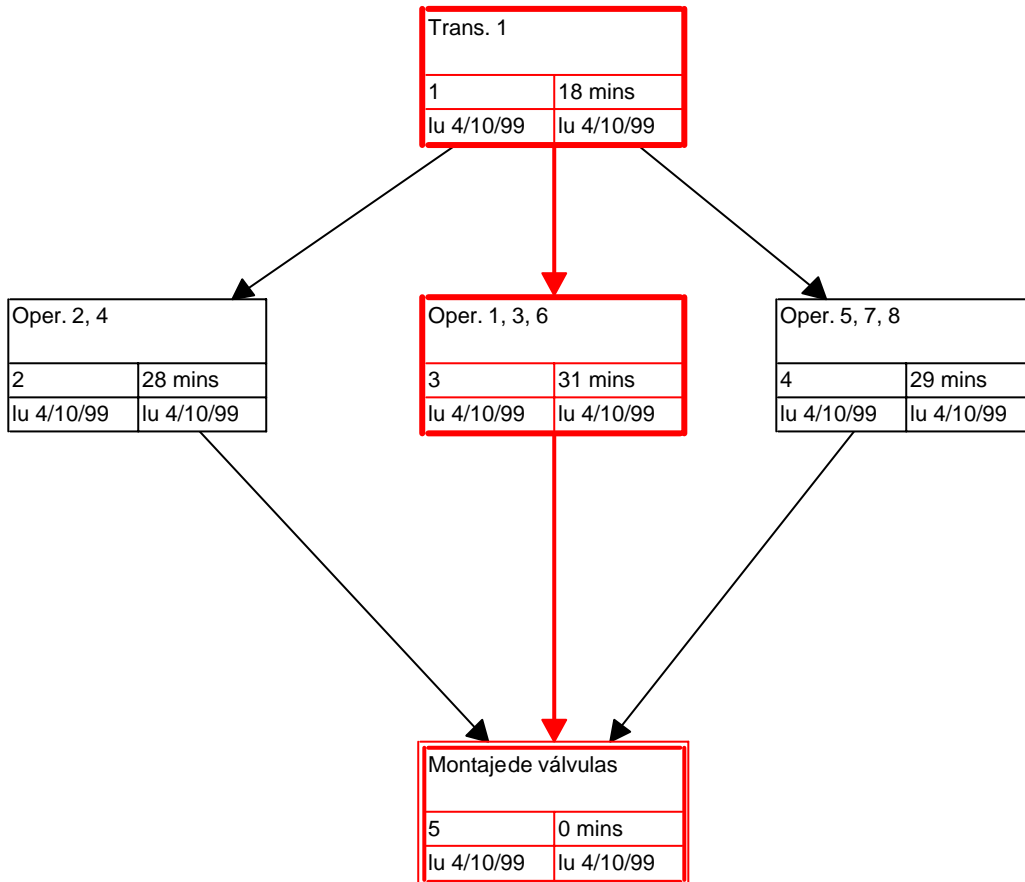 Trans. 1
1 18 mins
lu 4/10/99 lu 4/10/99
Oper. 2, 4
2 28 mins
lu 4/10/99 lu 4/10/99
Oper. 1, 3, 6
3 31 mins
lu 4/10/99 lu 4/10/99
Oper. 5, 7, 8
4 29 mins
lu 4/10/99 lu 4/10/99
Montajede válvulas
5 0 mins
lu 4/10/99 lu 4/10/99